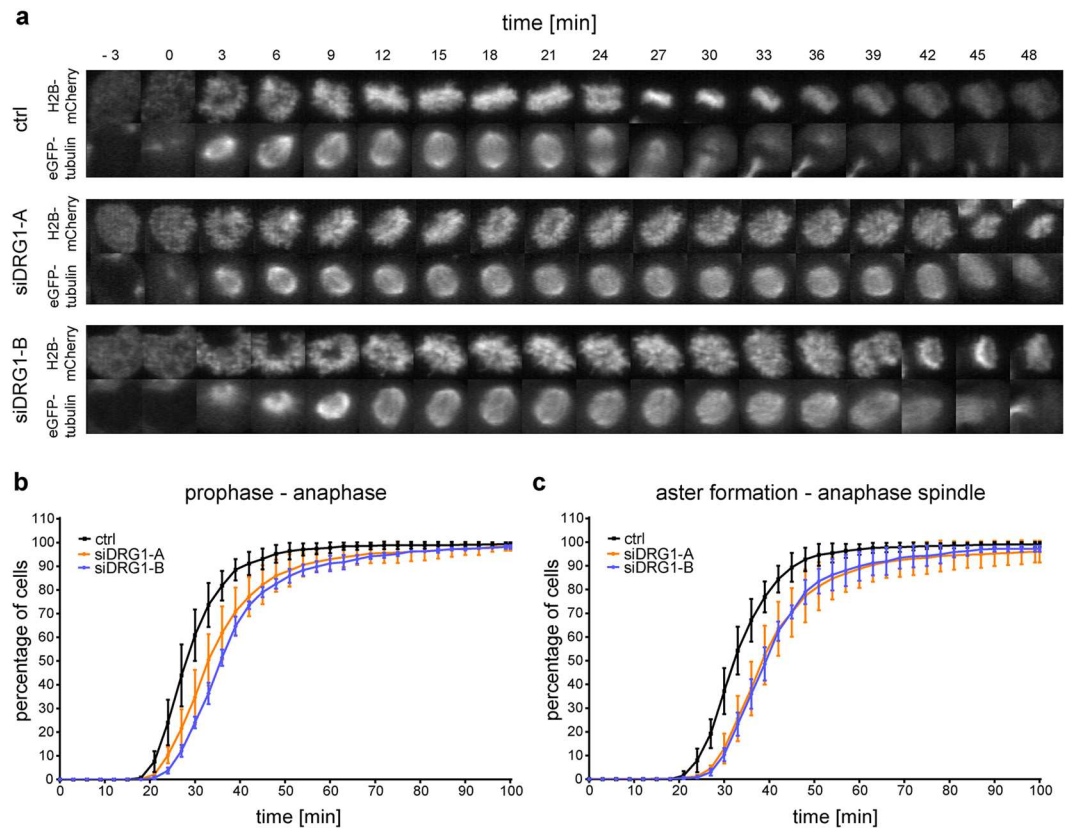 a
time [min]
- 3 0 3 6 9 12 15 18 21 24 27 30 33 36 39 42 45 48
ctrl
H2B-
mCherry
eGFP-
tubulin
siDRG1-A
H2B-
mCherry
eGFP-
tubulin
siDRG1-B
H2B-
mCherry
eGFP-
tubulin
b
prophase - anaphase
percentage of cells
110
100
90
80
70
60
50
40
30
20
10
0
ctrl
siDRG1-A
siDRG1-B
0 10 20 30 40 50 60 70 80 90 100
time [min]
c
aster formation - anaphase spindle
percentage of cells
110
100
90
80
70
60
50
40
30
20
10
0
ctrl
siDRG1-A
siDRG1-B
0 10 20 30 40 50 60 70 80 90 100
time [min]